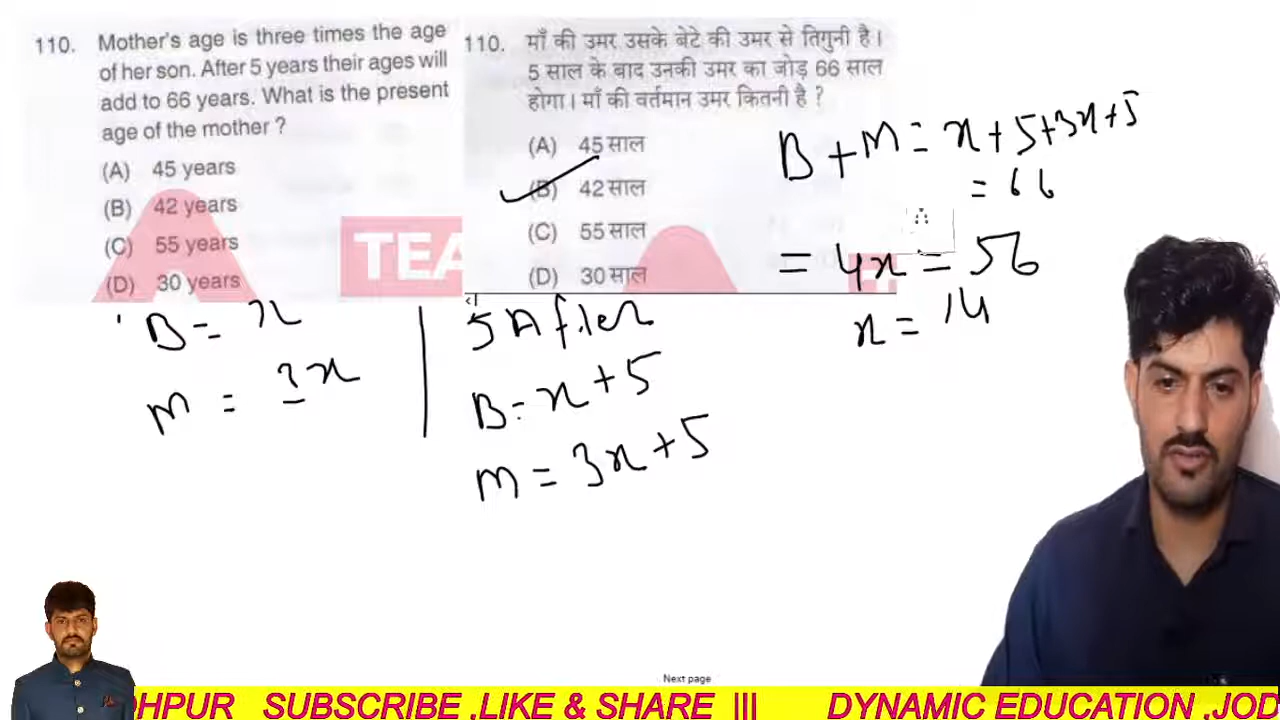 110. Mother's age is three times the age
of her son. After 5 years their ages will
add to 66 years. What is the present
age of the mother ?
(A) 45 years
(B) 42 years
(C) 55 years
(D) 30 years
110. माँ की उमर उसके बेटे की उमर से तिगुनी है।
5 साल के बाद उनकी उमर का जोड़ 66 साल
होगा। माँ की वर्तमान उमर कितनी है ?
(A) 45 साल
(B) 42 साल
(C) 55 साल
(D) 30 साल
TEA
B + M = x + 5 + 3x + 5
= 66
= 4x = 56
x = 14
B = x
M = 3x
5 After
B = x + 5
M = 3x + 5
Next page
DHPUR SUBSCRIBE ,LIKE & SHARE ||| DYNAMIC EDUCATION ,JOD